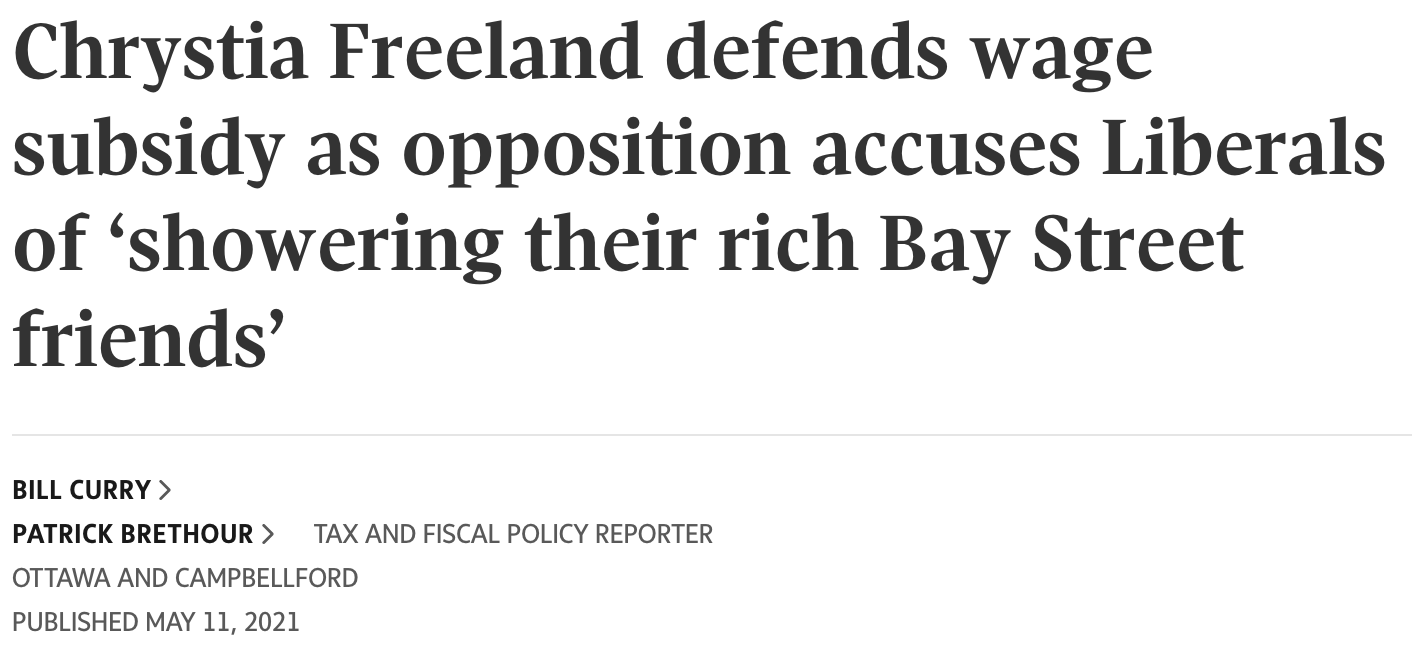 Chrystia Freeland defends wage
subsidy as opposition accuses Liberals
of ‘showering their rich Bay Street
friends’
BILL CURRY >
PATRICK BRETHOUR > TAX AND FISCAL POLICY REPORTER
OTTAWA AND CAMPBELLFORD
PUBLISHED MAY 11, 2021